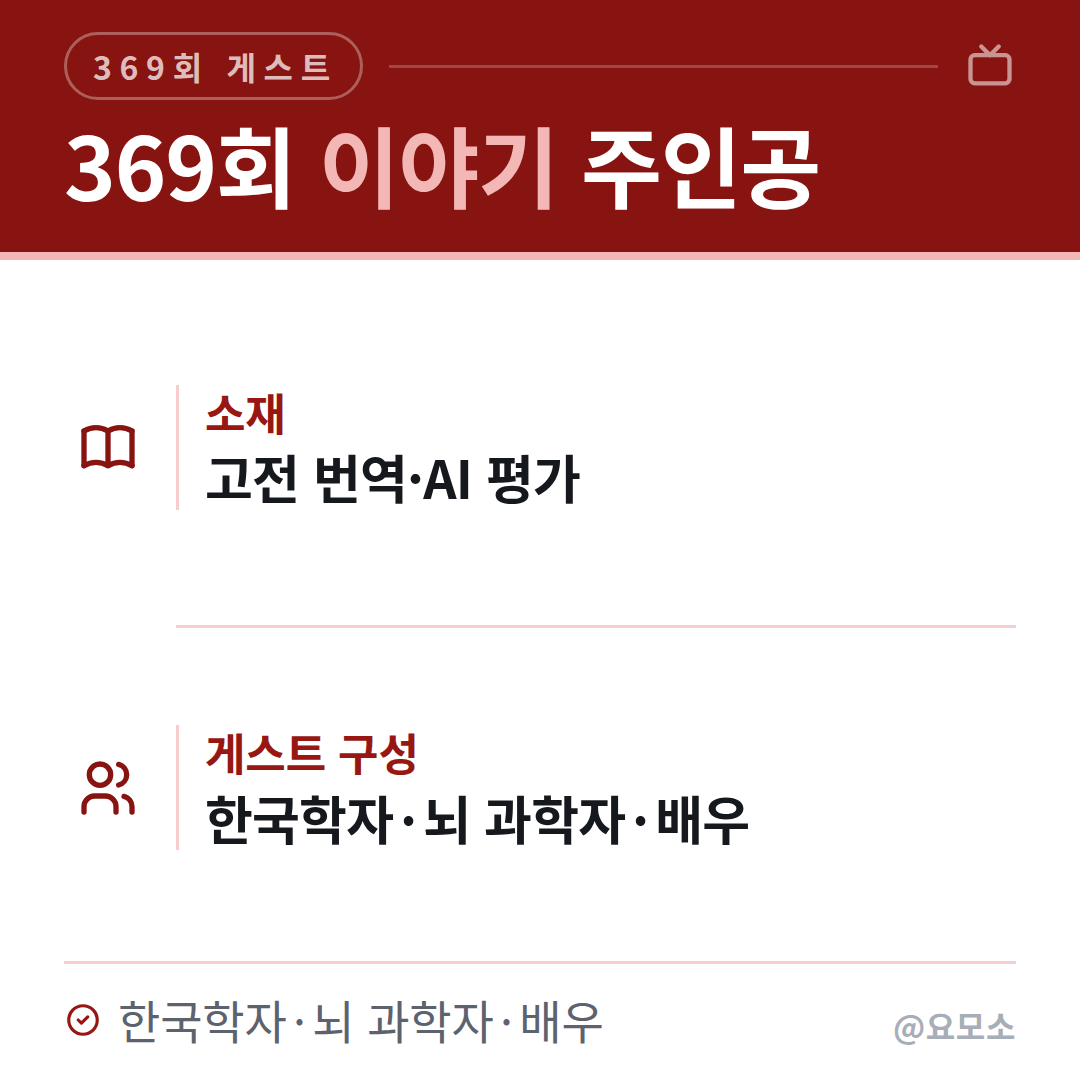 369회 게스트
369회 이야기 주인공
소재
고전 번역·AI 평가
게스트 구성
한국학자·뇌 과학자·배우
한국학자·뇌 과학자·배우
@요모소